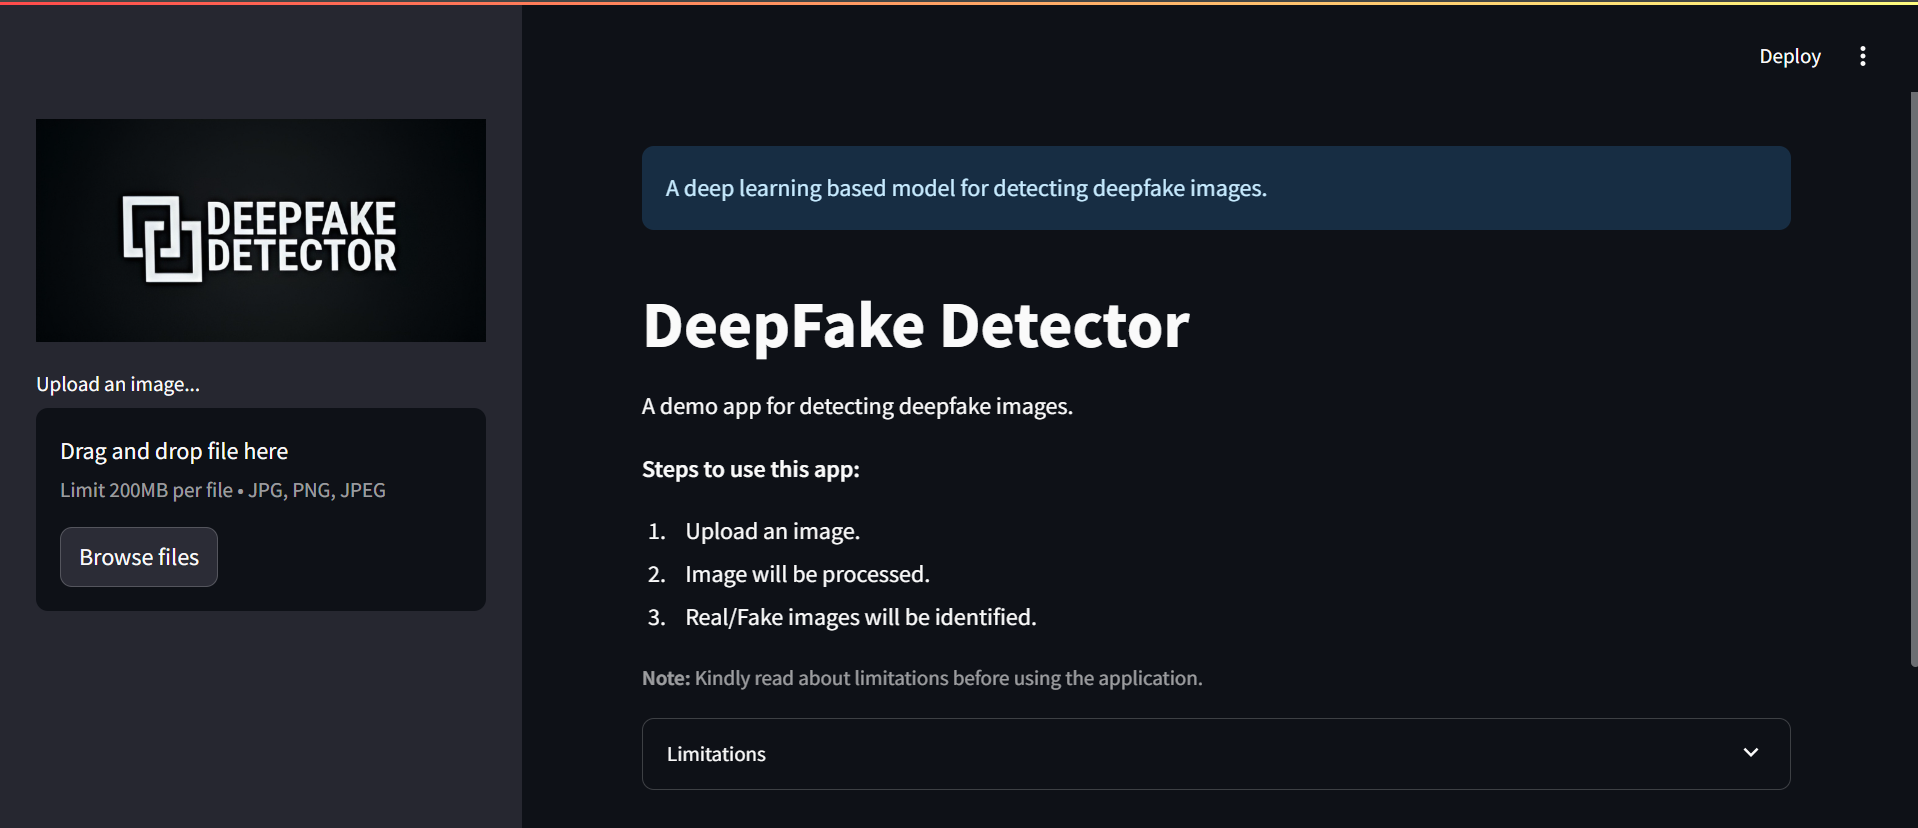 Deploy
DEEPFAKE
DETECTOR
Upload an image...
Drag and drop file here
Limit 200MB per file • JPG, PNG, JPEG
Browse files
A deep learning based model for detecting deepfake images.
DeepFake Detector
A demo app for detecting deepfake images.
Steps to use this app:
1. Upload an image.
2. Image will be processed.
3. Real/Fake images will be identified.
Note: Kindly read about limitations before using the application.
Limitations